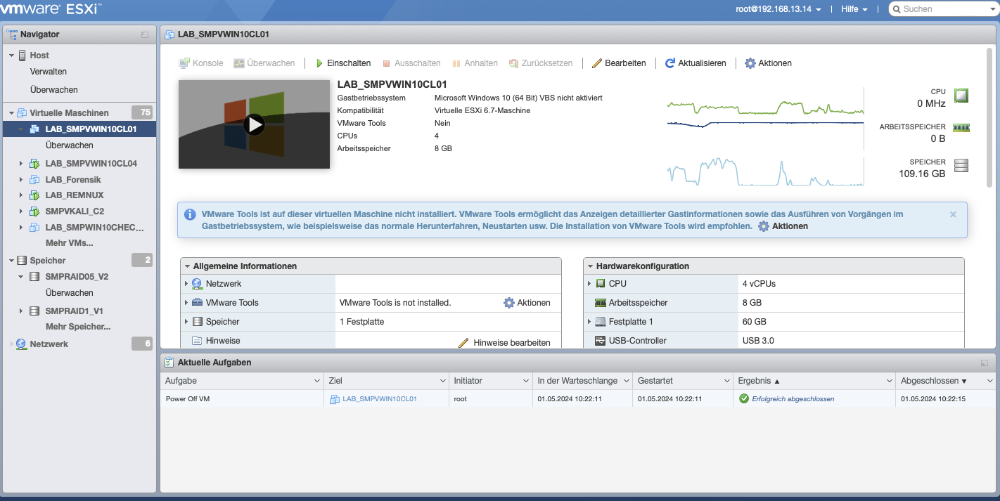 vmware ESXi™
root@192.168.13.14 | Hilfe | Suchen
Navigator
Host
Verwalten
Überwachen
Virtuelle Maschinen 75
LAB_SMPVWIN10CL01
Überwachen
LAB_SMPVWIN10CL04
LAB_Forensik
LAB_REMNUX
SMPVKALI_C2
LAB_SMPWIN10CHEC...
Mehr VMs...
Speicher 2
SMPRAID05_V2
Überwachen
SMPRAID1_V1
Mehr Speicher...
Netzwerk 6
LAB_SMPVWIN10CL01
Konsole Überwachen | Einschalten Ausschalten Anhalten Zurücksetzen | Bearbeiten | Aktualisieren | Aktionen
LAB_SMPVWIN10CL01
Gastbetriebssystem Microsoft Windows 10 (64 Bit) VBS nicht aktiviert
Kompatibilität Virtuelle ESXi 6.7-Maschine
VMware Tools Nein
CPUs 4
Arbeitsspeicher 8 GB
CPU
0 MHz
ARBEITSSPEICHER
0 B
SPEICHER
109.16 GB
VMware Tools ist auf dieser virtuellen Maschine nicht installiert. VMware Tools ermöglicht das Anzeigen detaillierter Gastinformationen sowie das Ausführen von Vorgängen im
Gastbetriebssystem, wie beispielsweise das normale Herunterfahren, Neustarten usw. Die Installation von VMware Tools wird empfohlen. Aktionen
Allgemeine Informationen
Netzwerk
VMware Tools VMware Tools is not installed. Aktionen
Speicher 1 Festplatte
Hinweise Hinweise bearbeiten
Hardwarekonfiguration
CPU 4 vCPUs
Arbeitsspeicher 8 GB
Festplatte 1 60 GB
USB-Controller USB 3.0
Aktuelle Aufgaben
Aufgabe Ziel Initiator In der Warteschlange Gestartet Ergebnis ▲ Abgeschlossen ▼
Power Off VM LAB_SMPVWIN10CL01 root 01.05.2024 10:22:11 01.05.2024 10:22:11 Erfolgreich abgeschlossen 01.05.2024 10:22:15